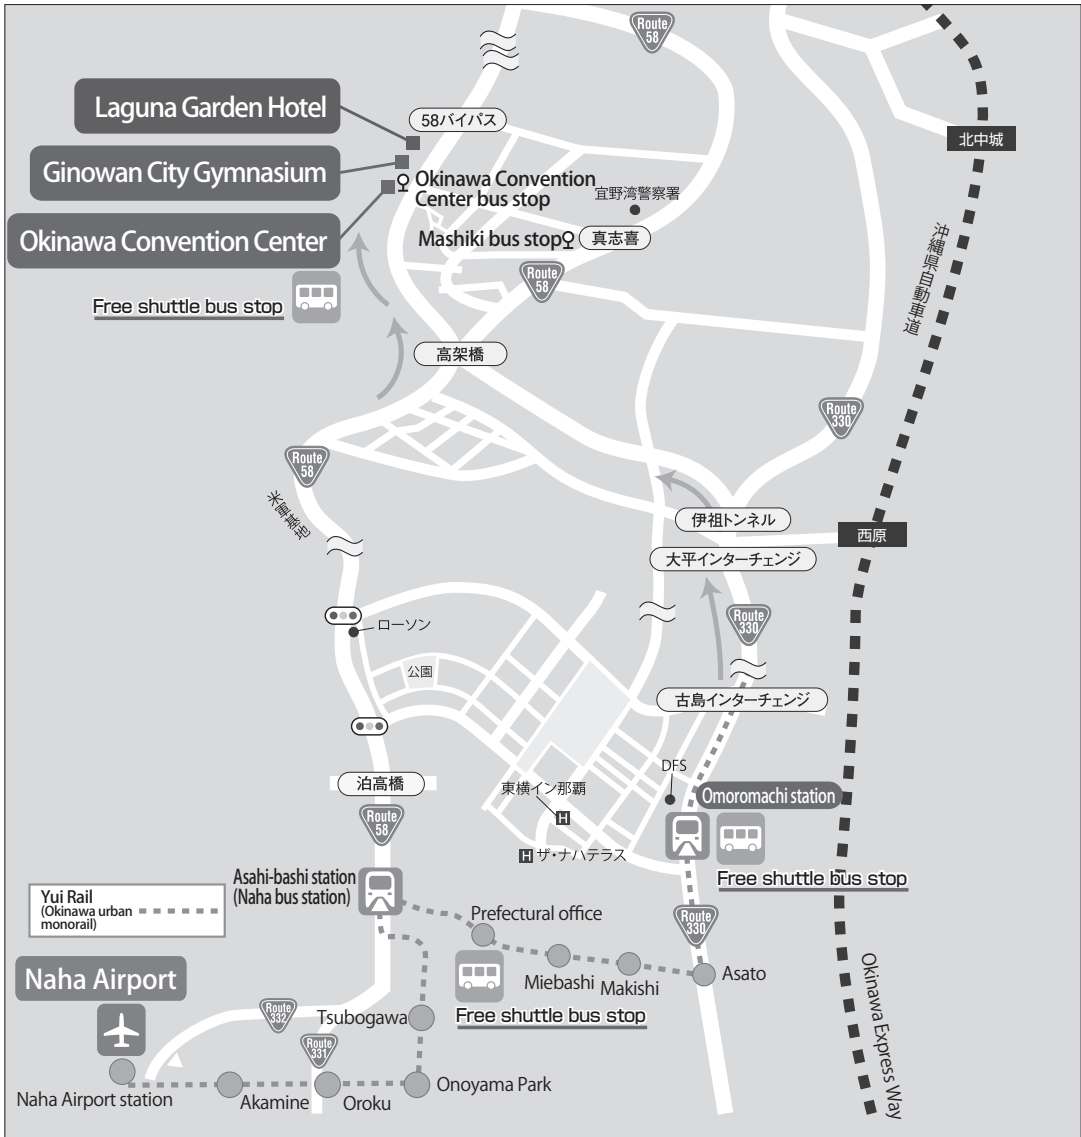 Route
58
Laguna Garden Hotel
58バイパス
北中城
Ginowan City Gymnasium
Okinawa Convention
Center bus stop
宜野湾警察署
Okinawa Convention Center
Mashiki bus stop
真志喜
沖縄県自動車道
Route
58
Free shuttle bus stop
高架橋
Route
330
Route
58
米軍基地
伊祖トンネル
西原
大平インターチェンジ
Route
330
ローソン
公園
古島インターチェンジ
DFS
泊高橋
東横イン那覇
Omoromachi station
Route
58
H
H ザ・ナハテラス
Asahi-bashi station
(Naha bus station)
Free shuttle bus stop
Yui Rail
(Okinawa urban
monorail)
Prefectural office
Route
330
Naha Airport
Miebashi
Makishi
Asato
Okinawa Express Way
Route
332
Tsubogawa
Free shuttle bus stop
Route
331
Naha Airport station
Akamine
Oroku
Onoyama Park